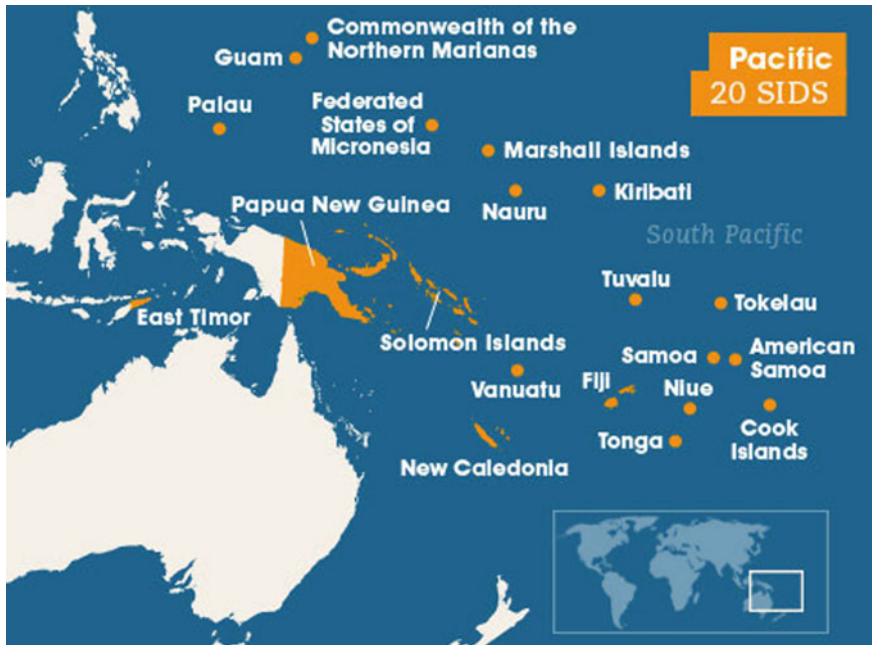 Commonwealth of the
Northern Marianas
Guam
Pacific
20 SIDS
Palau
Federated
States of
Micronesia
Marshall Islands
Nauru
Kiribati
Papua New Guinea
South Pacific
Tuvalu
Tokelau
East Timor
Solomon Islands
Samoa
American
Samoa
Vanuatu
Fiji
Niue
Tonga
Cook
Islands
New Caledonia